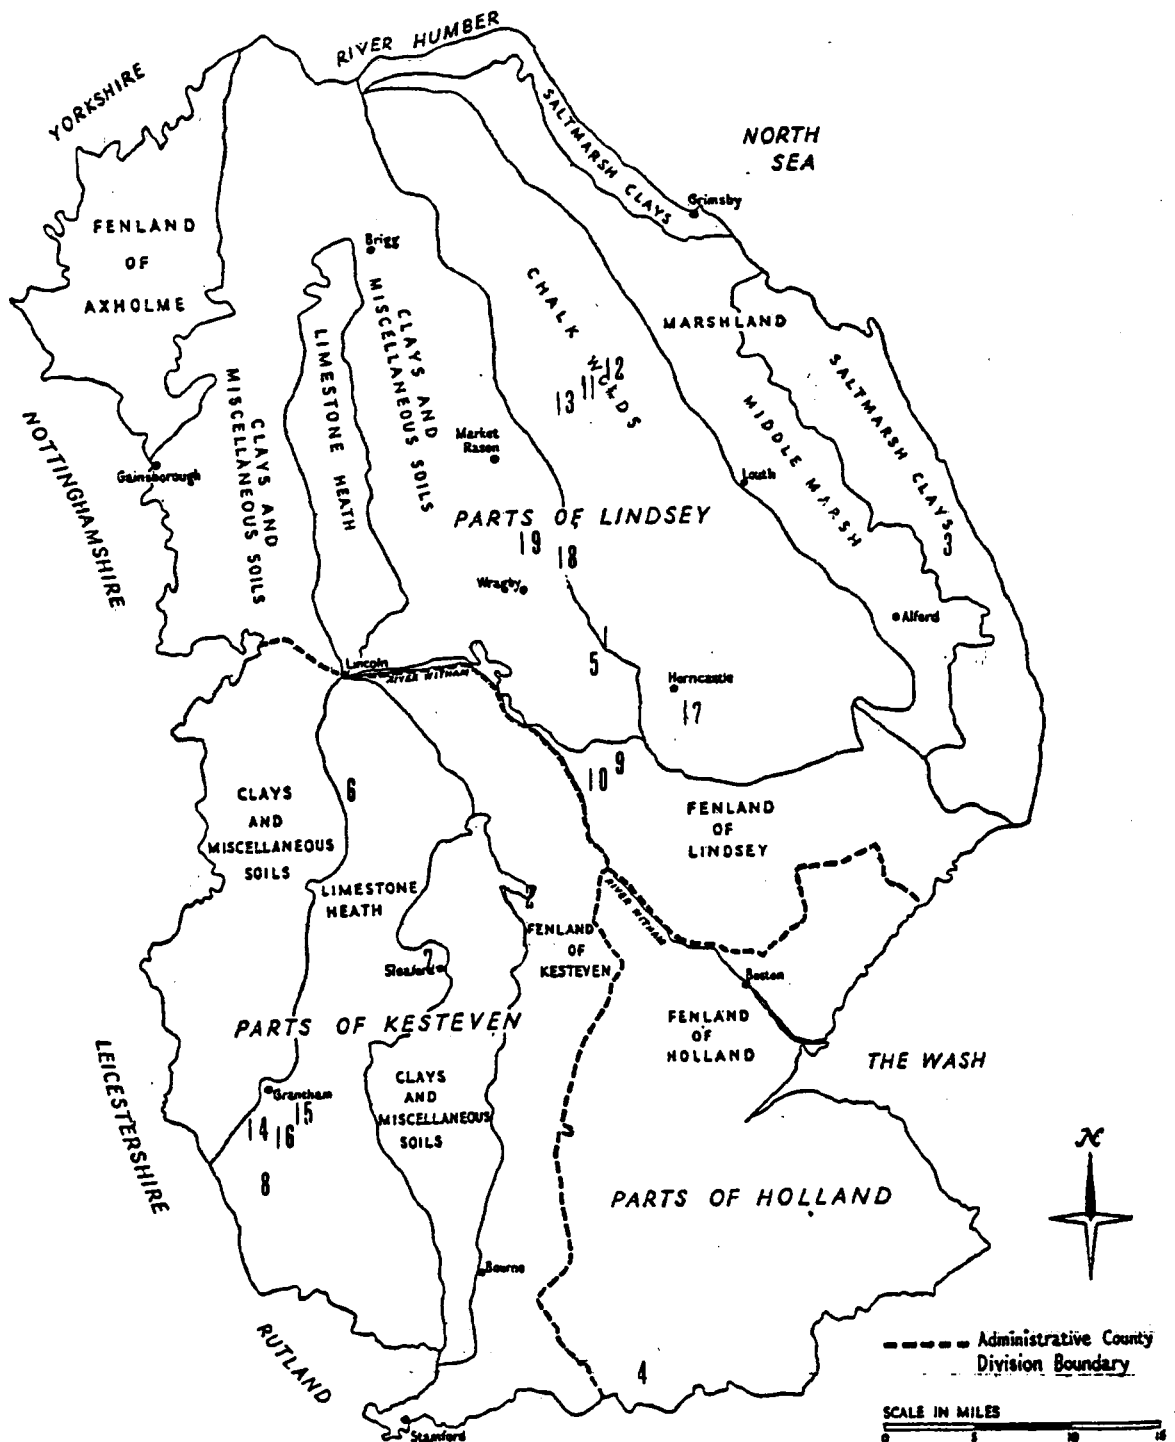 RIVER HUMBER
YORKSHIRE
NORTH
SEA
SALTMARSH CLAYS
Grimsby
FENLAND
OF
AXHOLME
Brigg
CLAYS AND
MISCELLANEOUS SOILS
CHALK WOLDS
MARSHLAND
LIMESTONE HEATH
12
11
13
SALTMARSH CLAYS
MIDDLE MARSH
CLAYS AND
MISCELLANEOUS SOILS
NOTTINGHAMSHIRE
Market
Rasen
Gainsborough
Louth
PARTS OF LINDSEY
3
19
18
Wragby
Alford
1
5
Lincoln
RIVER WITHAM
Horncastle
17
9
10
6
CLAYS
AND
MISCELLANEOUS
SOILS
FENLAND
OF
LINDSEY
LIMESTONE
HEATH
2
RIVER WITHAM
FENLAND
OF
KESTEVEN
7
Sleaford
Boston
FENLAND
OF
HOLLAND
PARTS OF KESTEVEN
THE WASH
LEICESTERSHIRE
CLAYS
AND
MISCELLANEOUS
SOILS
Grantham
15
14
16
8
N
PARTS OF HOLLAND
Bourne
RUTLAND
4
Stamford
Administrative County
Division Boundary
SCALE IN MILES
0 5 10 15